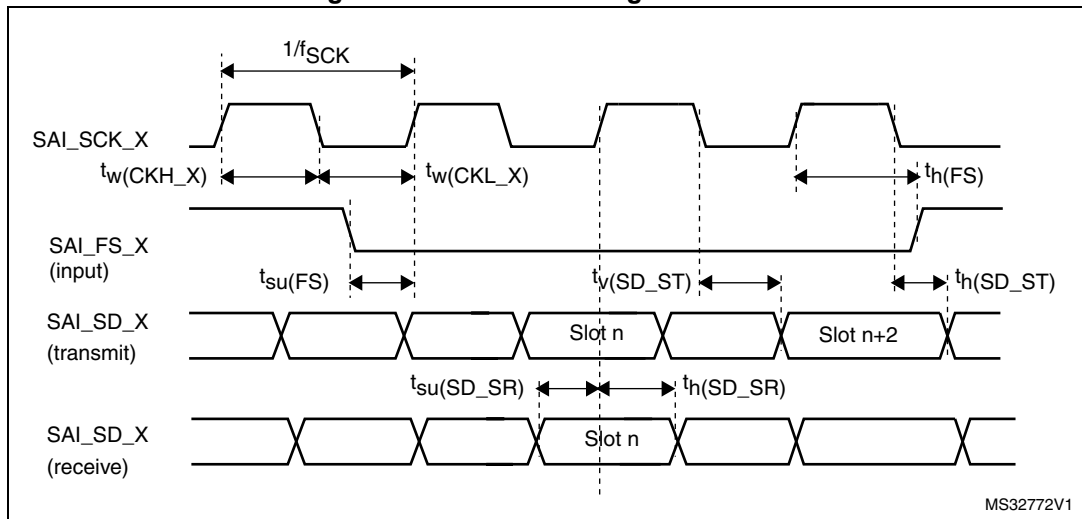 1/fSCK
SAI_SCK_X
tw(CKH_X)
tw(CKL_X)
th(FS)
SAI_FS_X
(input)
tsu(FS)
tv(SD_ST)
th(SD_ST)
SAI_SD_X
(transmit)
Slot n
Slot n+2
tsu(SD_SR)
th(SD_SR)
SAI_SD_X
(receive)
Slot n
MS32772V1